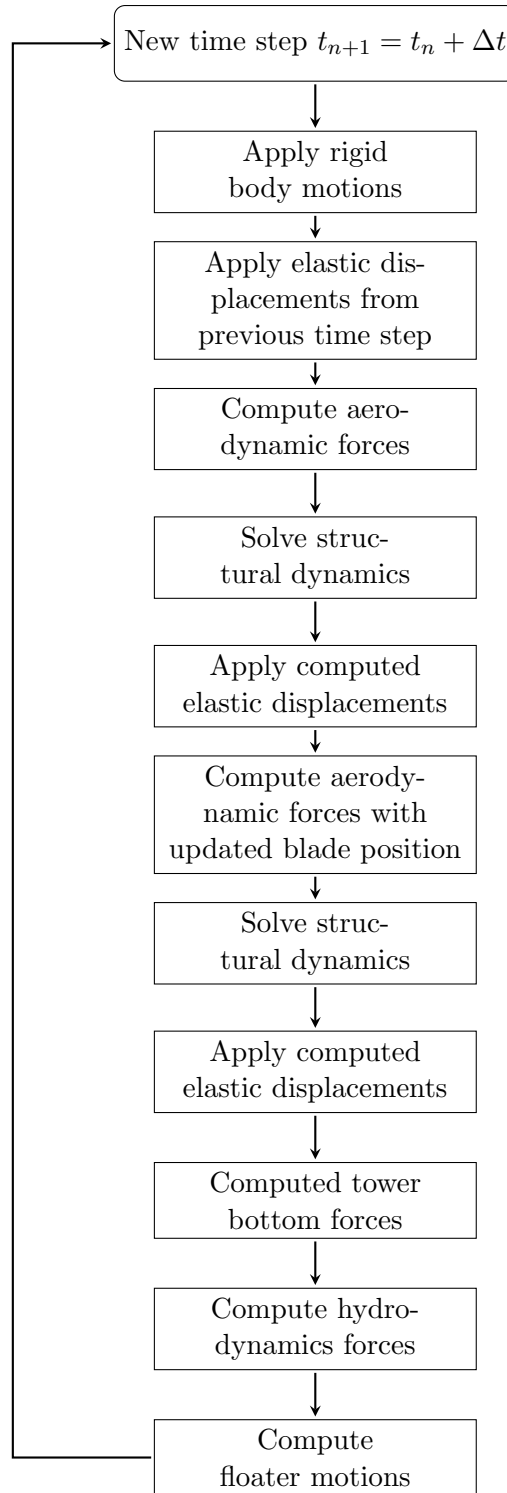 New time step $t_{n+1} = t_n + \Delta t$
Apply rigid
body motions
Apply elastic dis-
placements from
previous time step
Compute aero-
dynamic forces
Solve struc-
tural dynamics
Apply computed
elastic displacements
Compute aerody-
namic forces with
updated blade position
Solve struc-
tural dynamics
Apply computed
elastic displacements
Computed tower
bottom forces
Compute hydro-
dynamics forces
Compute
floater motions